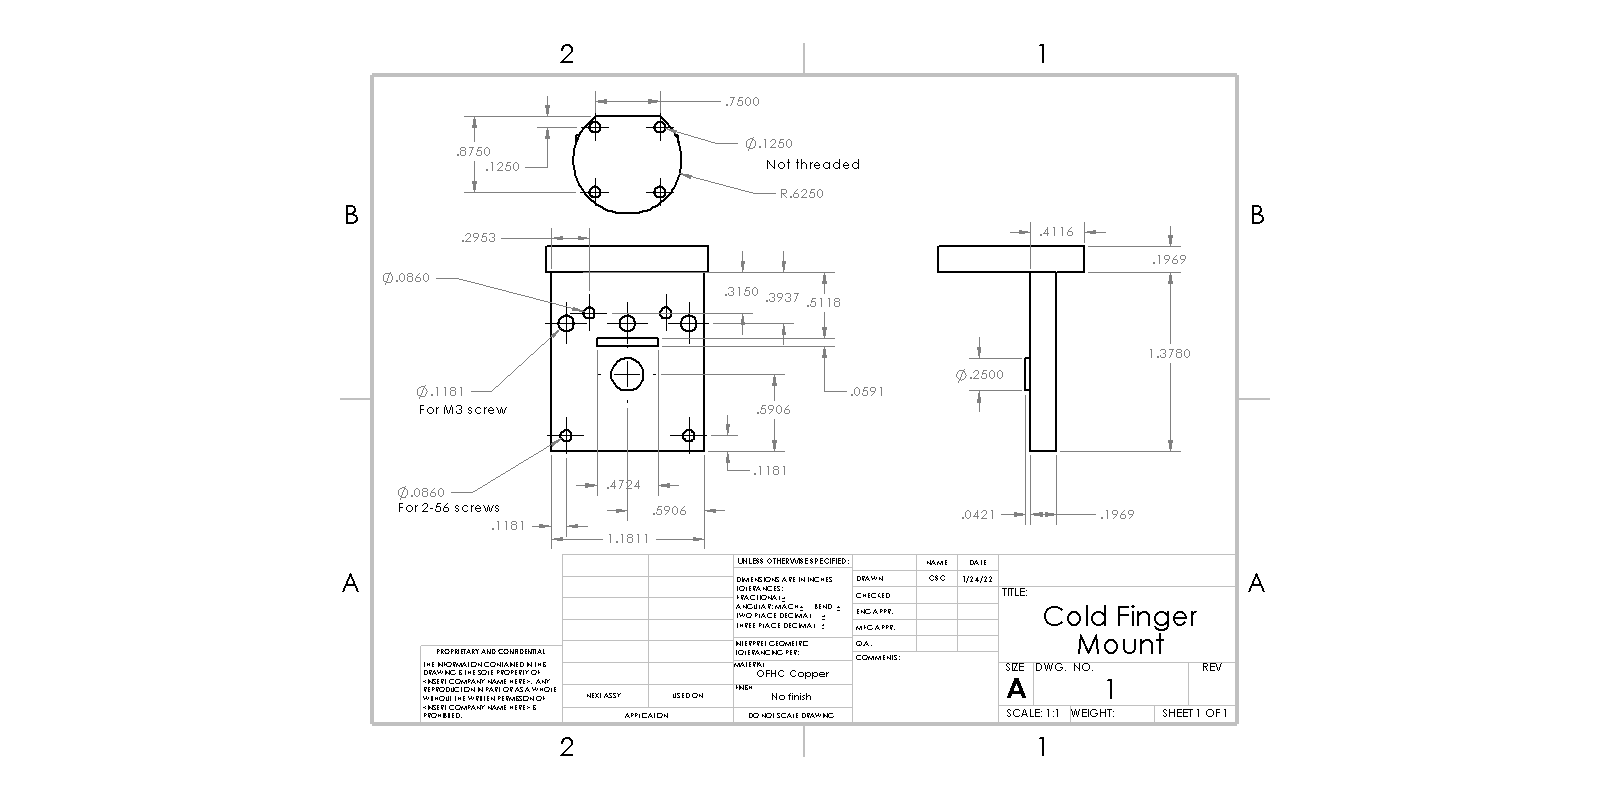 2 1
.7500
.8750
.1250
Ø.1250
Not threaded
R.6250
B B
.2953
.4116
.1969
Ø.0860
.3150 .3937 .5118
1.3780
Ø.2500
Ø.1181
For M3 screw
.0591
.5906
.1181
.4724
Ø.0860
For 2-56 screws
.5906
.0421 .1969
.1181
1.1811
A A
UNLESS OTHERWISE SPECIFIED:
DIMENSIONS ARE IN INCHES
TOLERANCES:
FRACTIONAL ±
ANGULAR: MACH ± BEND ±
TWO PLACE DECIMAL ±
THREE PLACE DECIMAL ±
INTERPRET GEOMETRIC
TOLERANCING PER:
MATERIAL
OFHC Copper
FINISH
No finish
DO NOT SCALE DRAWING
NAME DATE
DRAWN CSC 1/24/22
CHECKED
ENG APPR.
MFG APPR.
Q.A.
COMMENTS:
TITLE:
Cold Finger
Mount
SIZE DWG. NO. REV
A 1
SCALE: 1:1 WEIGHT: SHEET 1 OF 1
PROPRIETARY AND CONFIDENTIAL
THE INFORMATION CONTAINED IN THIS
DRAWING IS THE SOLE PROPERTY OF
<INSERT COMPANY NAME HERE>. ANY
REPRODUCTION IN PART OR AS A WHOLE
WITHOUT THE WRITTEN PERMISSION OF
<INSERT COMPANY NAME HERE> IS
PROHIBITED.
NEXT ASSY USED ON
APPLICATION
2 1